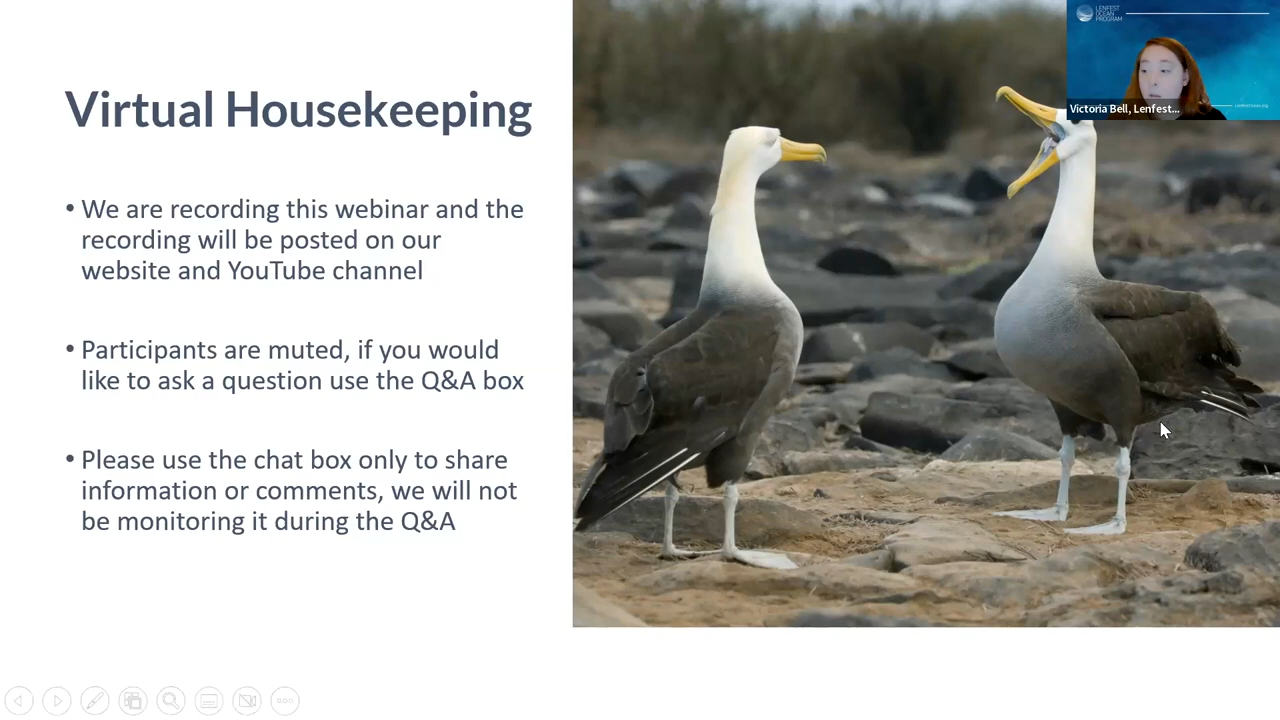 LENFEST
OCEAN
PROGRAM
Victoria Bell, Lenfest...
Virtual Housekeeping
• We are recording this webinar and the
recording will be posted on our
website and YouTube channel
• Participants are muted, if you would
like to ask a question use the Q&A box
• Please use the chat box only to share
information or comments, we will not
be monitoring it during the Q&A